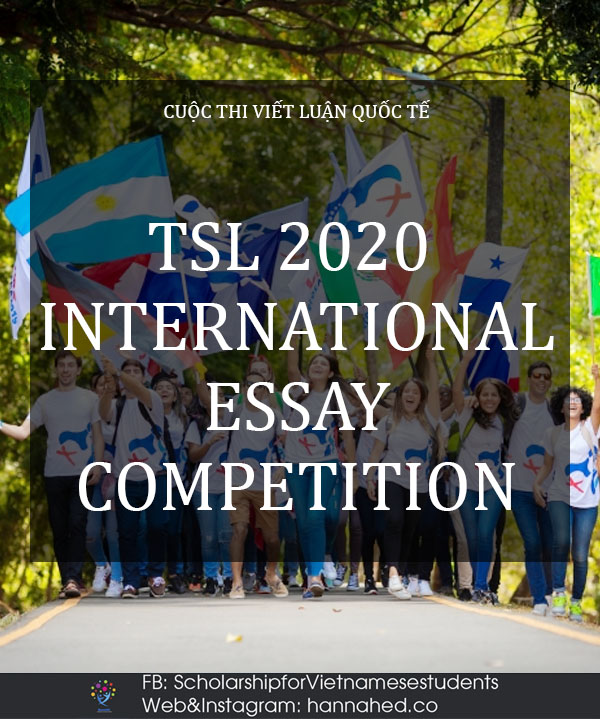 CUỘC THI VIẾT LUẬN QUỐC TẾ
TSL 2020
INTERNATIONAL
ESSAY
COMPETITION
FB: ScholarshipforVietnamesestudents
Web&Instagram: hannahed.co